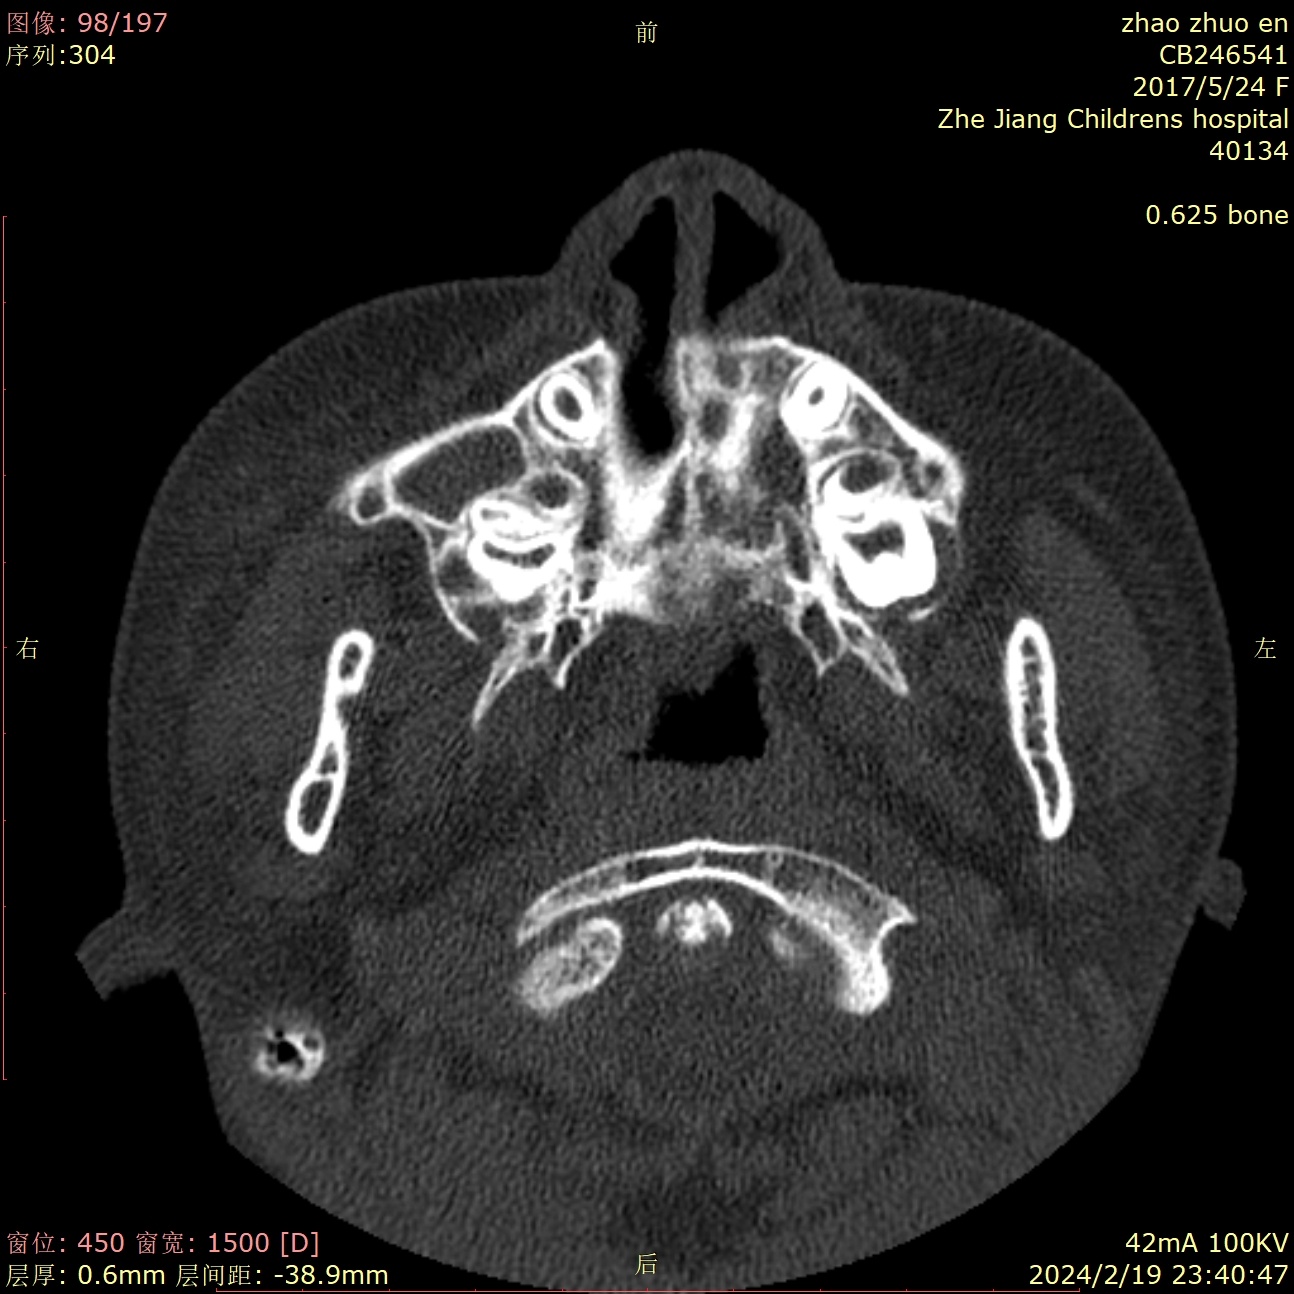 图像: 98/197
序列:304
前
zhao zhuo en
CB246541
2017/5/24 F
Zhe Jiang Childrens hospital
40134
0.625 bone
右
左
窗位: 450 窗宽: 1500 [D]
层厚: 0.6mm 层间距: -38.9mm
后
42mA 100KV
2024/2/19 23:40:47